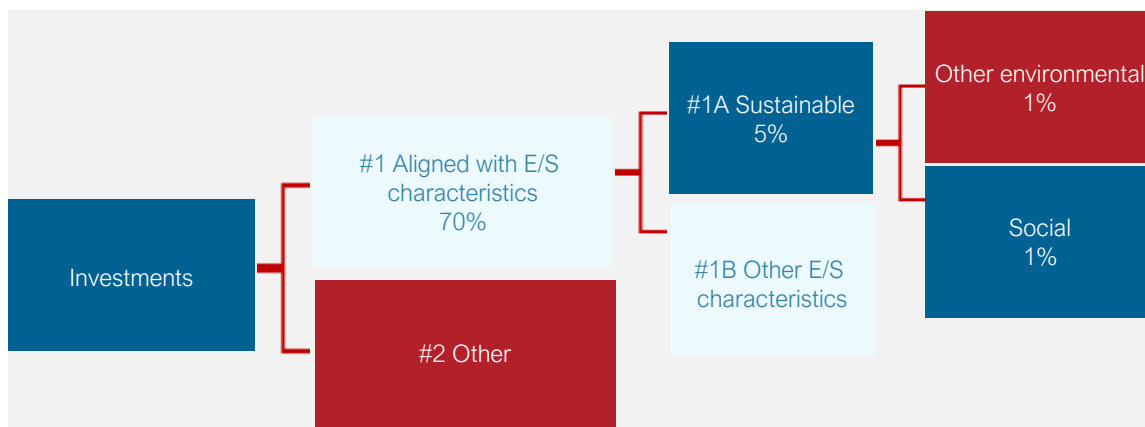 Investments
#1 Aligned with E/S
characteristics
70%
#2 Other
#1A Sustainable
5%
#1B Other E/S
characteristics
Other environmental
1%
Social
1%